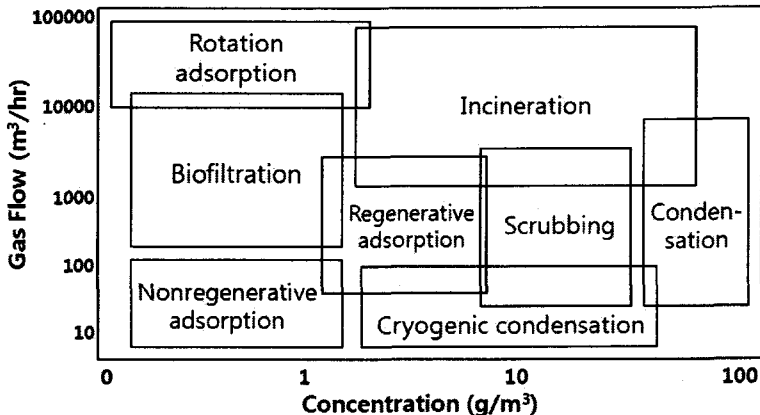 100000
Rotation
adsorption
Incineration
10000
Biofiltration
Gas Flow (m³/hr)
1000
Regenerative
adsorption
Scrubbing
Conden-
sation
100
Nonregenerative
adsorption
Cryogenic condensation
10
0 1 10 100
Concentration (g/m³)